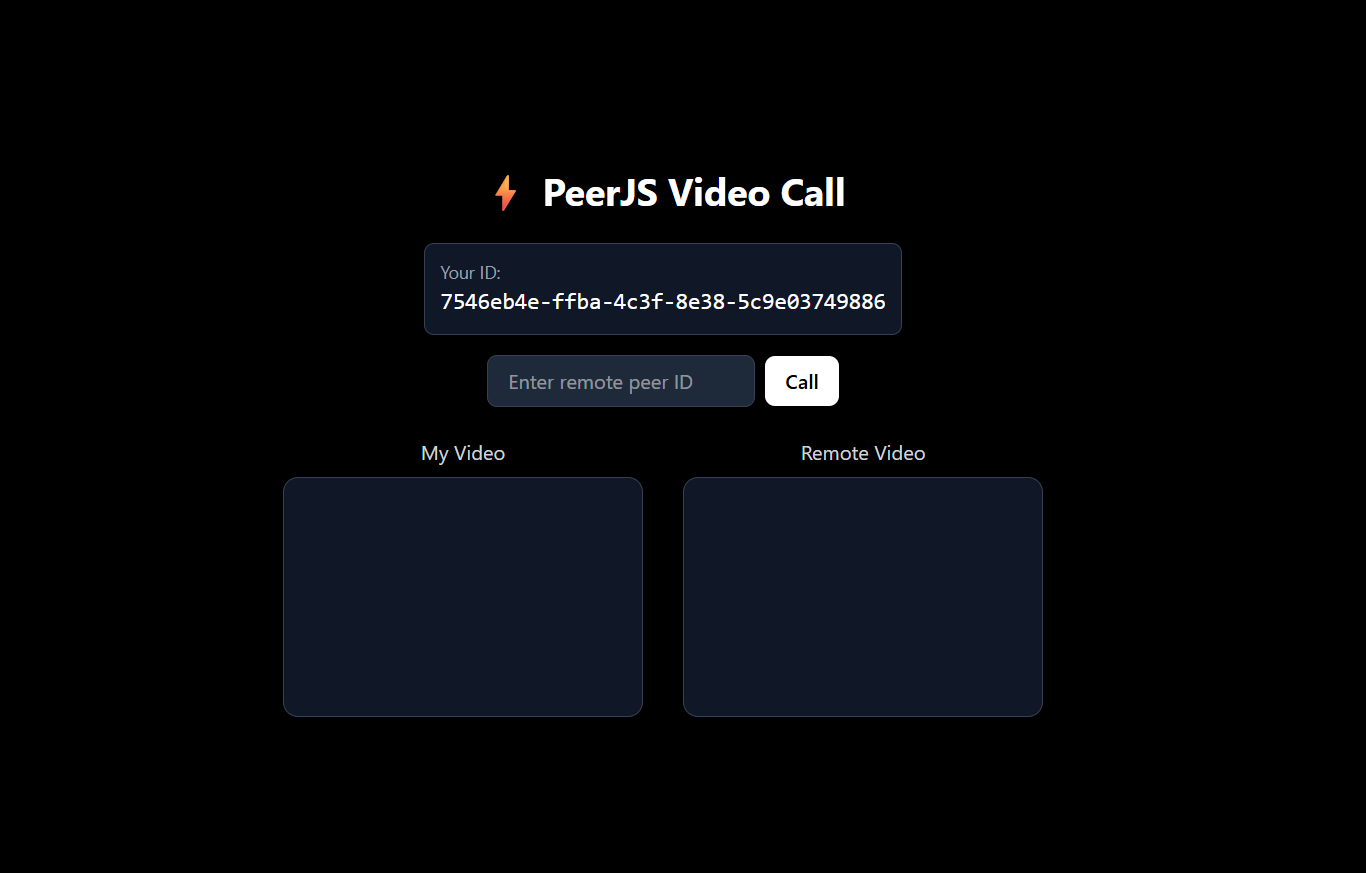 ⚡ PeerJS Video Call
Your ID:
7546eb4e-ffba-4c3f-8e38-5c9e03749886
Enter remote peer ID
Call
My Video
Remote Video